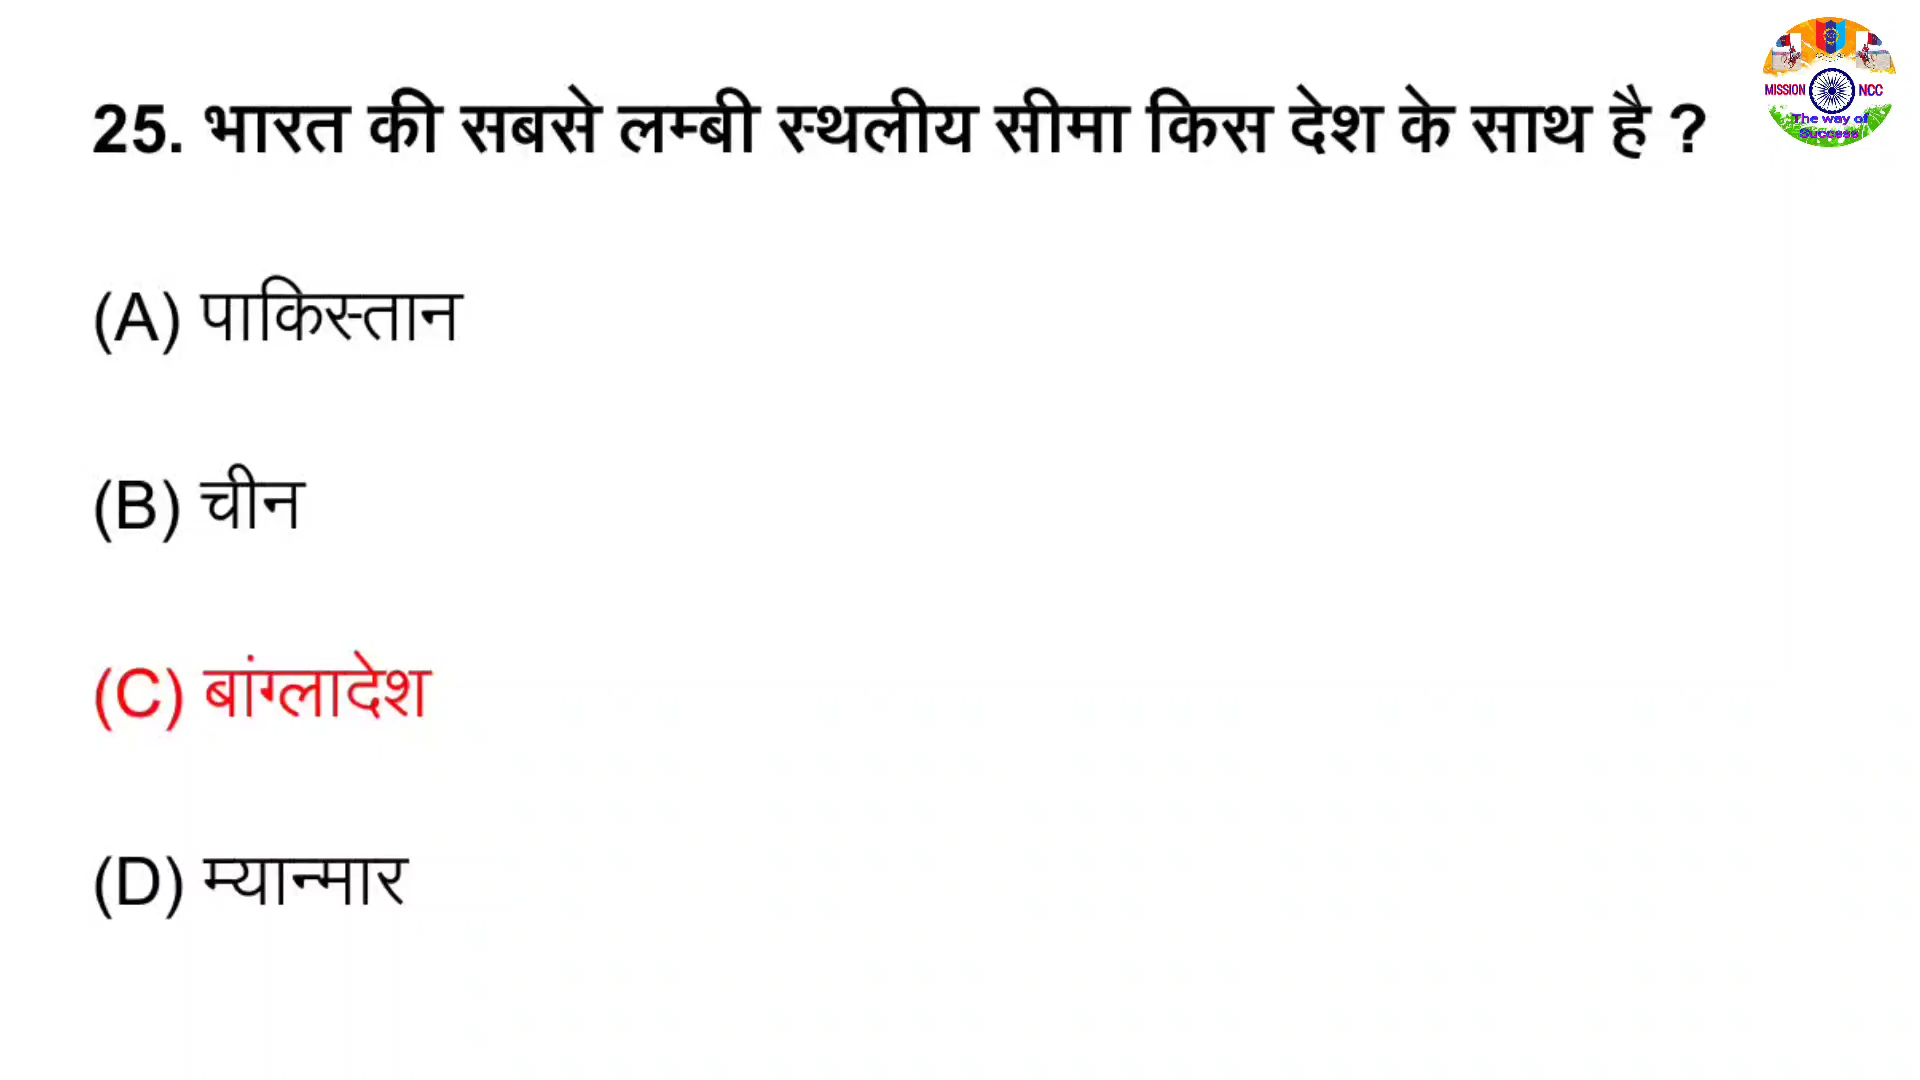 25. भारत की सबसे लम्बी स्थलीय सीमा किस देश के साथ है ?
MISSION NCC
The way of
Success
(A) पाकिस्तान
(B) चीन
(C) बांग्लादेश
(D) म्यान्मार